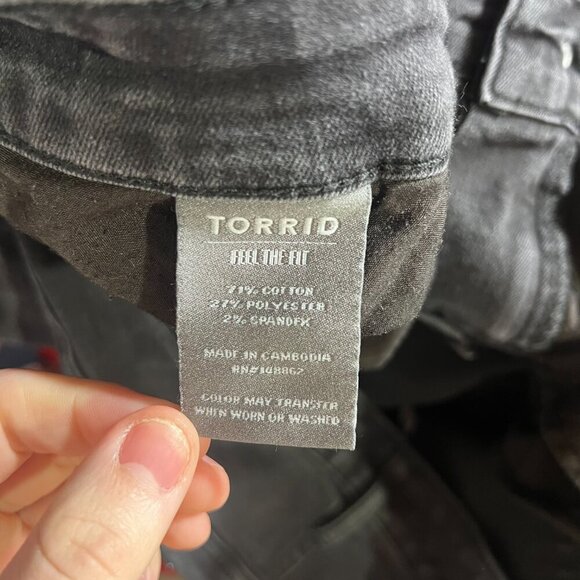 TORRID
FEEL THE FIT
71% COTTON
27% POLYESTER
2% SPANDEX
MADE IN CAMBODIA
RN#148862
COLOR MAY TRANSFER
WHEN WORN OR WASHED